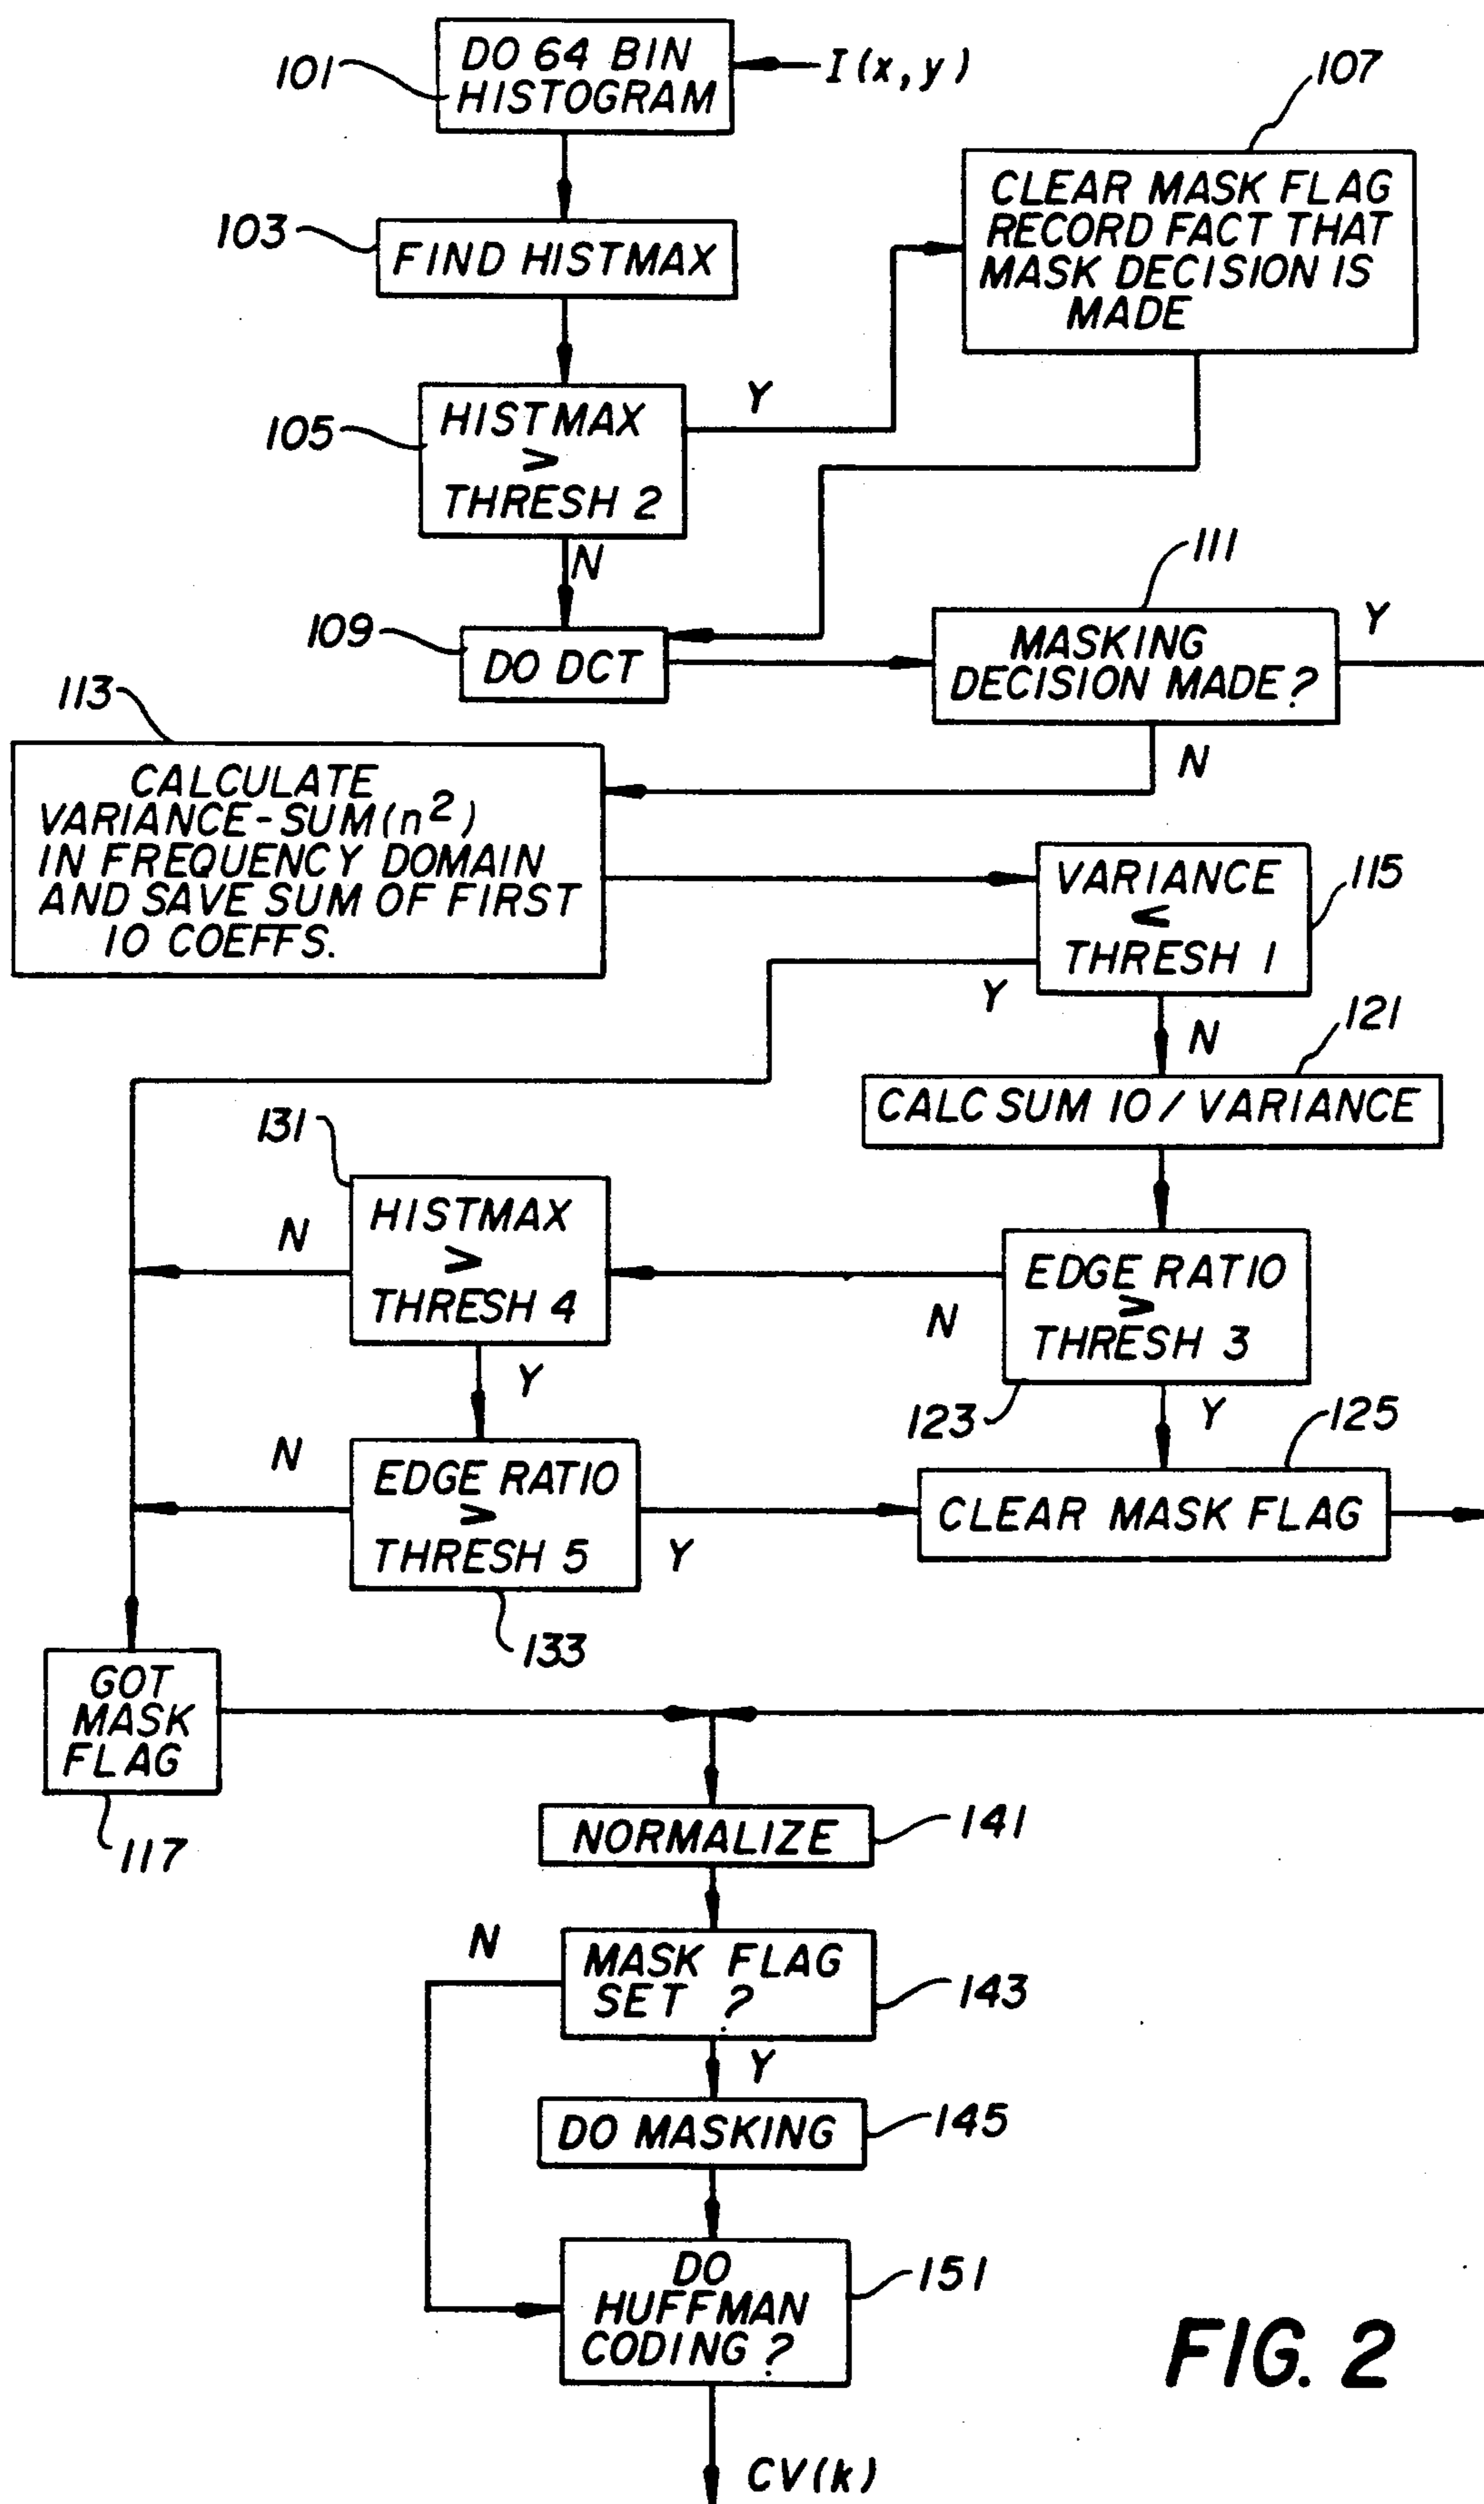 DO 64 BIN
HISTOGRAM
I(x,y)
101
107
CLEAR MASK FLAG
RECORD FACT THAT
MASK DECISION IS
MADE
103
FIND HISTMAX
105
HISTMAX
≥
THRESH 2
Y
N
111
109
DO DCT
MASKING
DECISION MADE?
Y
N
113
CALCULATE
VARIANCE-SUM(n²)
IN FREQUENCY DOMAIN
AND SAVE SUM OF FIRST
10 COEFFS.
VARIANCE
<
THRESH 1
115
Y
N
121
CALC SUM 10 / VARIANCE
131
HISTMAX
≥
THRESH 4
N
Y
EDGE RATIO
≥
THRESH 3
N
Y
123
125
EDGE RATIO
≥
THRESH 5
N
Y
133
CLEAR MASK FLAG
GOT
MASK
FLAG
117
NORMALIZE
141
MASK FLAG
SET ?
143
N
Y
DO MASKING
145
DO
HUFFMAN
CODING ?
151
FIG. 2
CV(k)